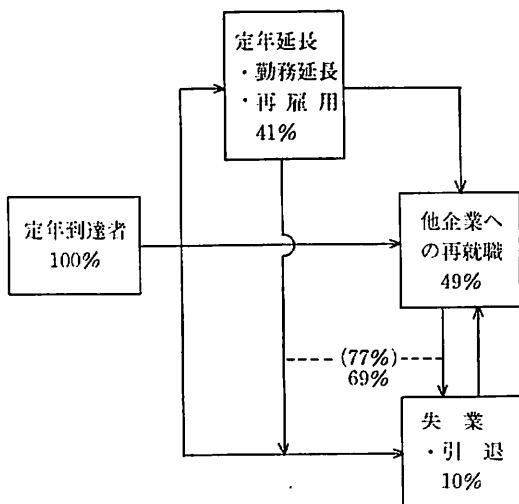 定年延長
・勤務延長
・再雇用
41%
定年到達者
100%
他企業へ
の再就職
49%
(77%)
69%
失業
・引退
10%